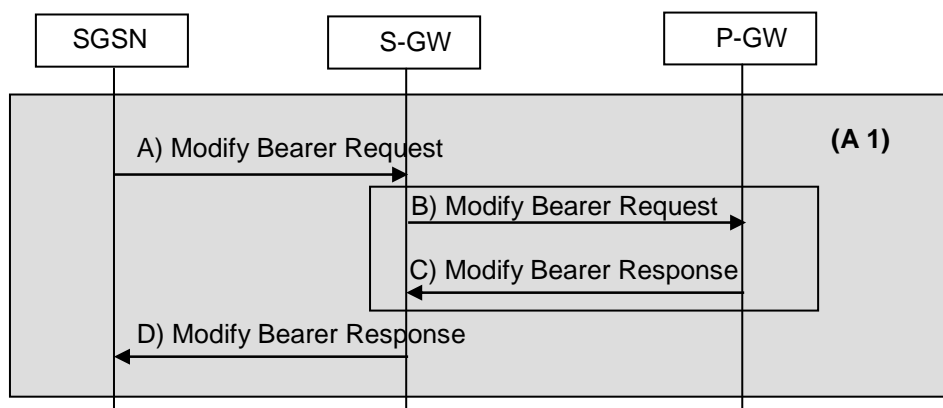 SGSN
S-GW
P-GW
(A 1)
A) Modify Bearer Request
B) Modify Bearer Request
C) Modify Bearer Response
D) Modify Bearer Response